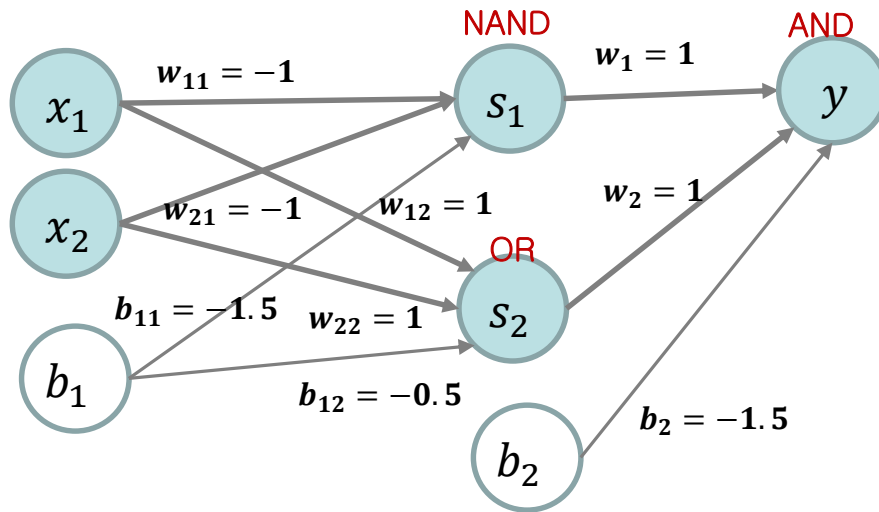 NAND
AND
w₁₁ = −1
w₁ = 1
x₁
s₁
y
w₂₁ = −1
w₁₂ = 1
w₂ = 1
x₂
OR
b₁₁ = −1.5
w₂₂ = 1
s₂
b₁
b₁₂ = −0.5
b₂ = −1.5
b₂